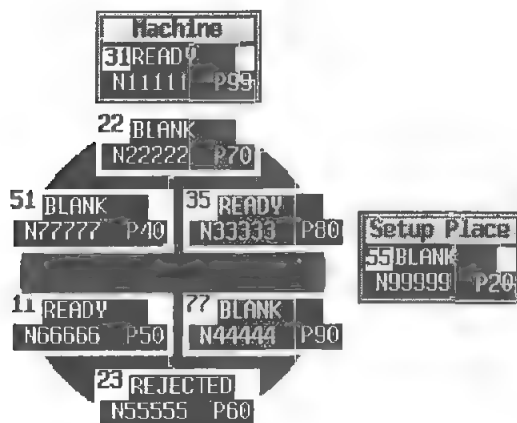 Machine
31 READY
N11111 P99
22 BLANK
N22222 P70
51 BLANK
N77777 P40
35 READY
N33333 P80
Setup Place
55 BLANK
N99999 P20
11 READY
N66666 P50
77 BLANK
N44444 P90
23 REJECTED
N55555 P60